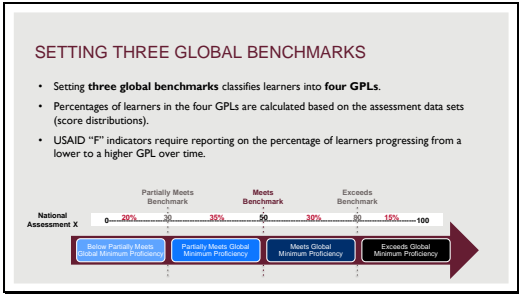 SETTING THREE GLOBAL BENCHMARKS
• Setting three global benchmarks classifies learners into four GPLs.
• Percentages of learners in the four GPLs are calculated based on the assessment data sets
(score distributions).
• USAID “F” indicators require reporting on the percentage of learners progressing from a
lower to a higher GPL over time.
Partially Meets
Benchmark
Meets
Benchmark
Exceeds
Benchmark
National
Assessment X
0 20% 30 35% 50 30% 80 15% 100
Below Partially Meets
Global Minimum Proficiency
Partially Meets Global
Minimum Proficiency
Meets Global
Minimum Proficiency
Exceeds Global
Minimum Proficiency